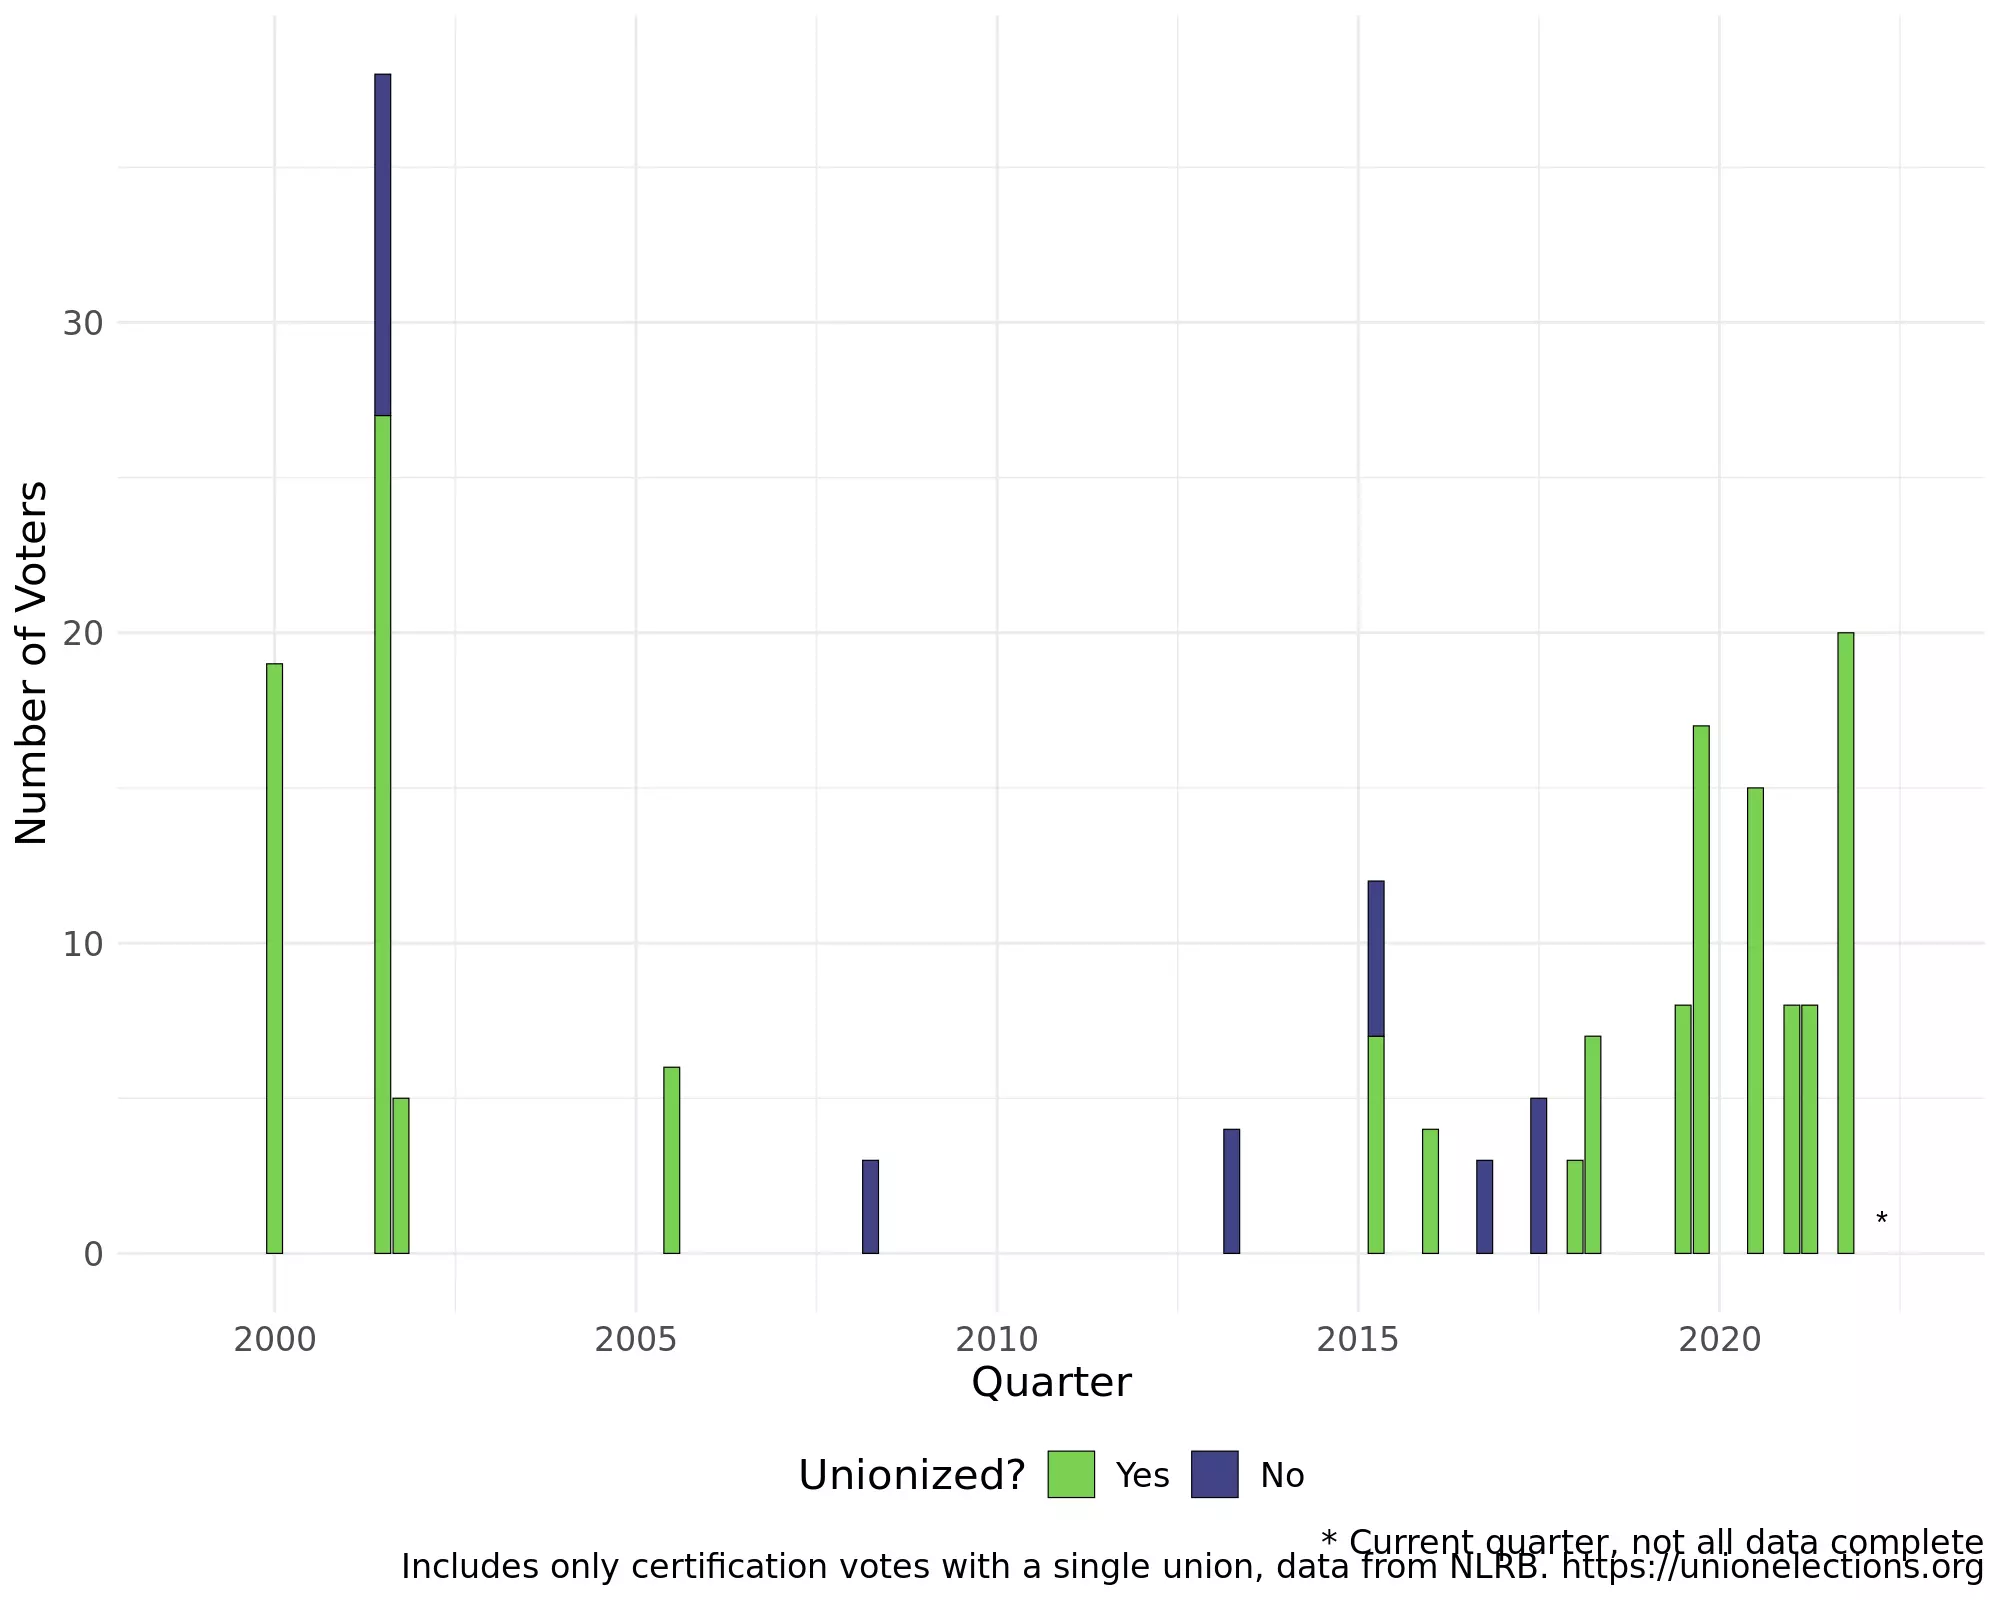 Number of Voters
30
20
10
0
*
2000 2005 2010 2015 2020
Quarter
Unionized? Yes No
* Current quarter, not all data complete
Includes only certification votes with a single union, data from NLRB. https://unionelections.org